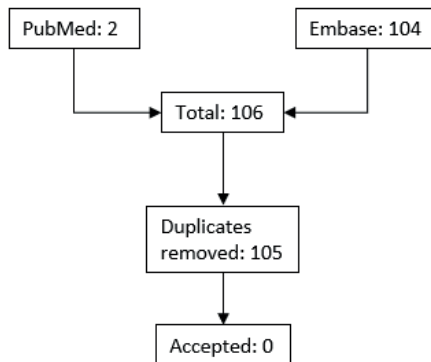 PubMed: 2
Embase: 104
Total: 106
Duplicates
removed: 105
Accepted: 0